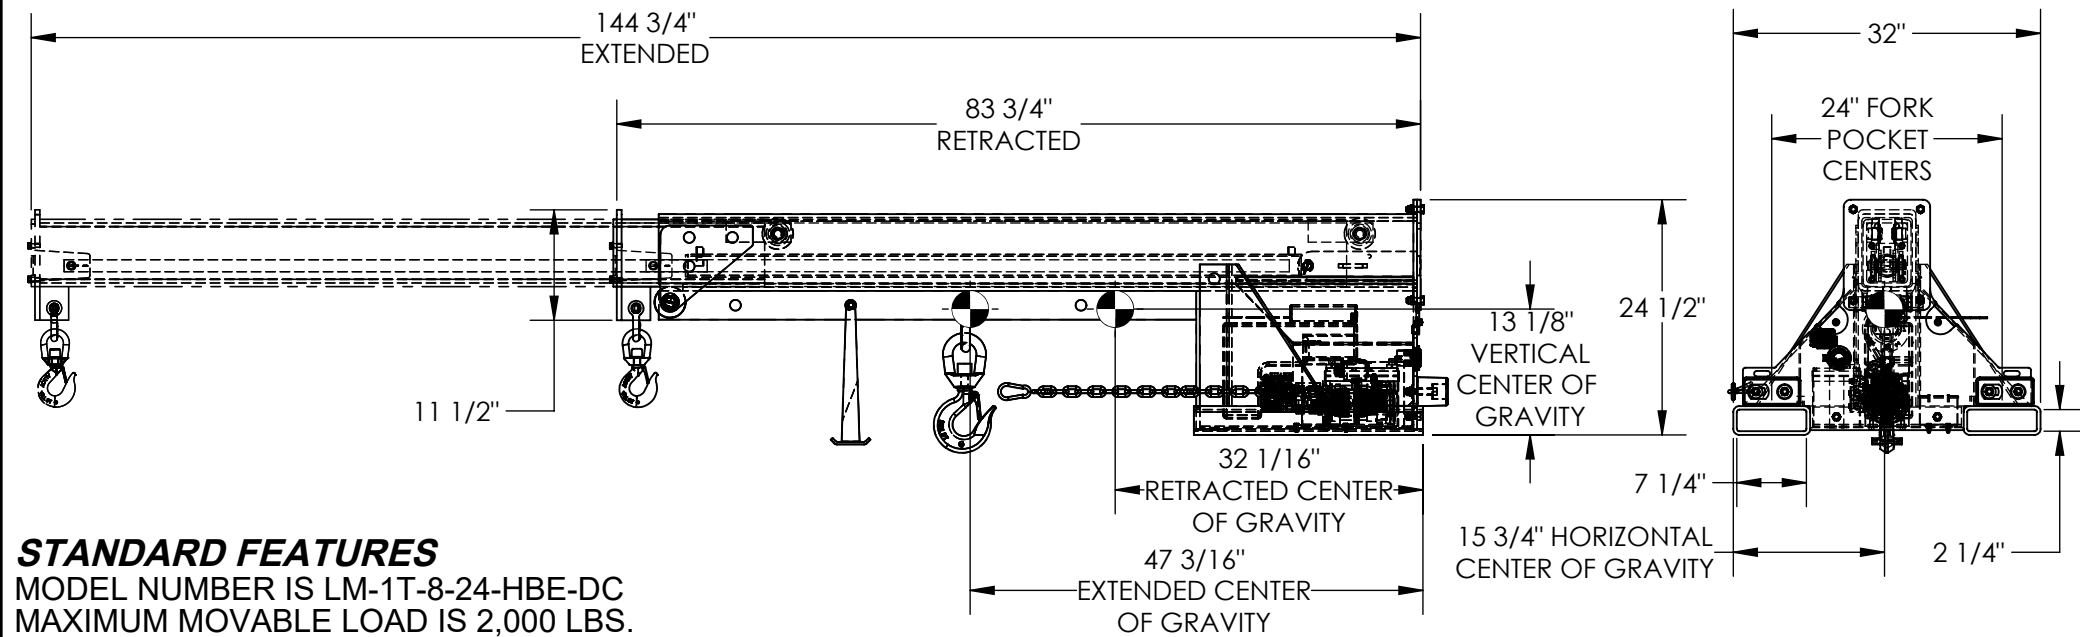 144 3/4"
EXTENDED
32"
83 3/4"
RETRACTED
24" FORK
POCKET
CENTERS
24 1/2"
13 1/8"
VERTICAL
CENTER OF
GRAVITY
11 1/2"
32 1/16"
RETRACTED CENTER
OF GRAVITY
7 1/4"
15 3/4" HORIZONTAL
CENTER OF GRAVITY
2 1/4"
47 3/16"
EXTENDED CENTER
OF GRAVITY
STANDARD FEATURES
MODEL NUMBER IS LM-1T-8-24-HBE-DC
MAXIMUM MOVABLE LOAD IS 2,000 LBS.